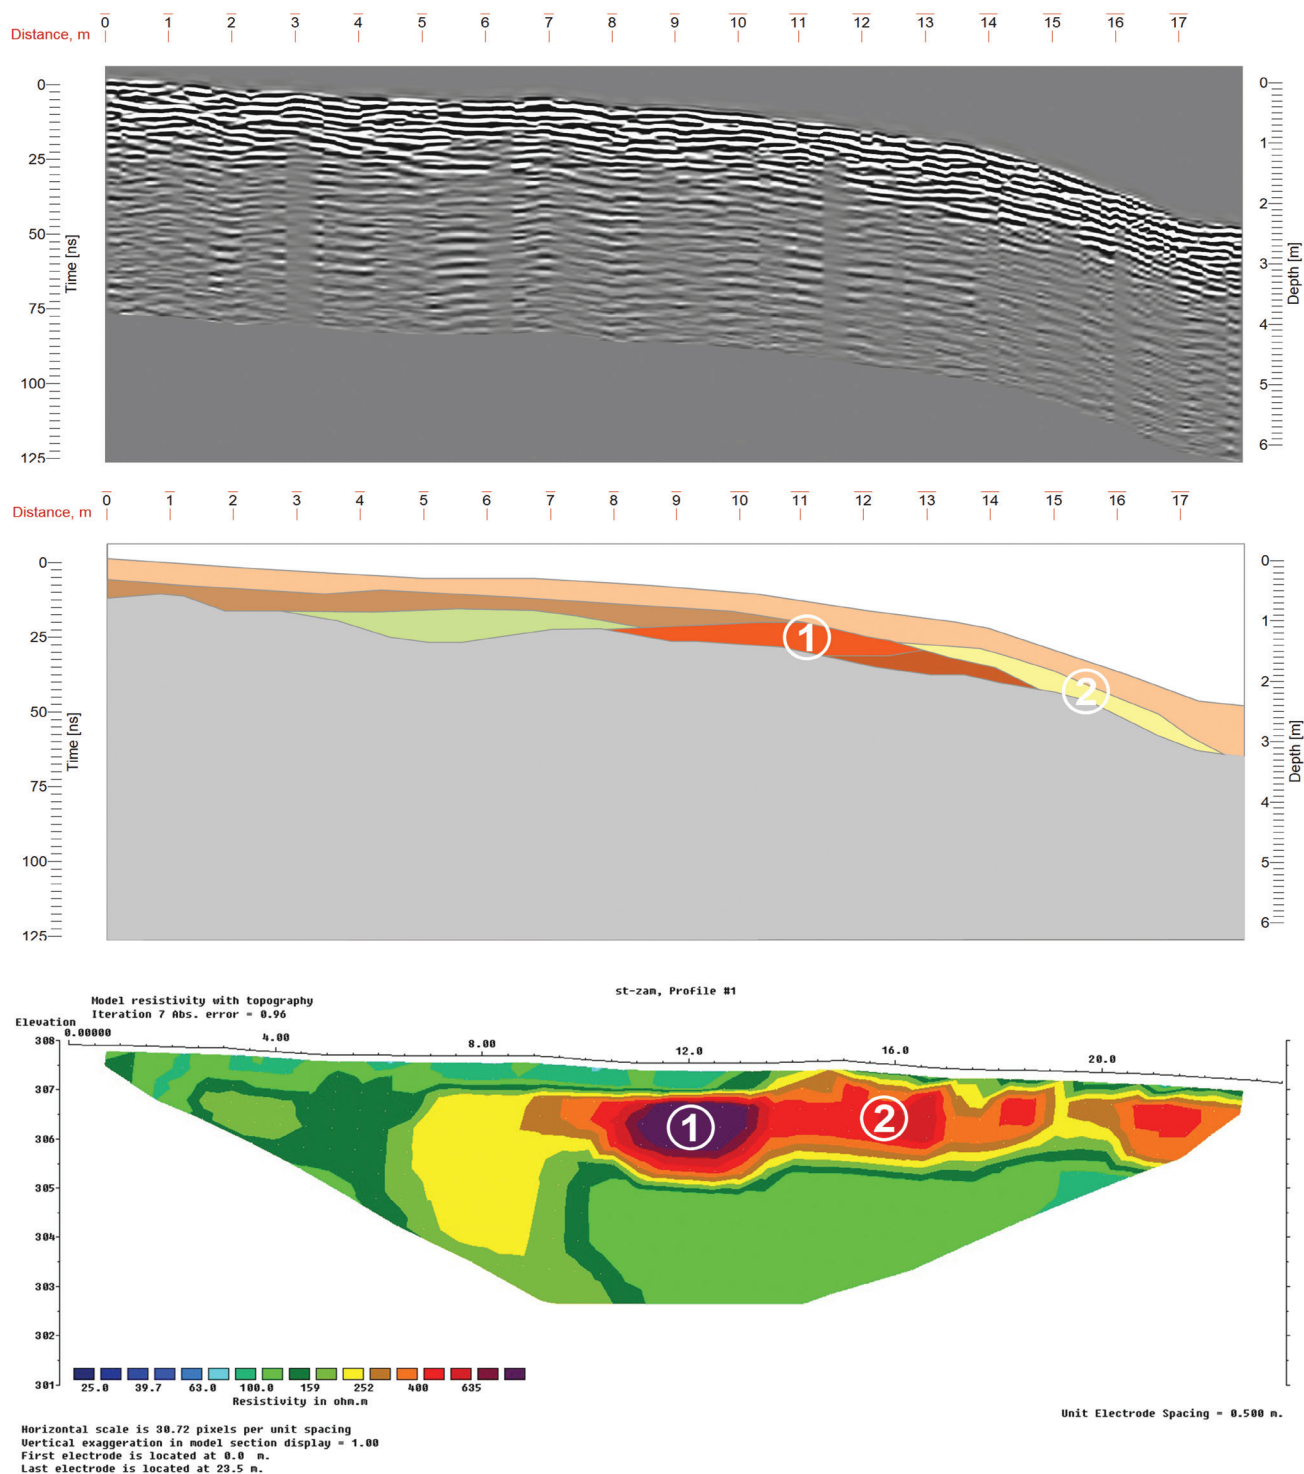 0 1 2 3 4 5 6 7 8 9 10 11 12 13 14 15 16 17
Distance, m
0
25
50
75
100
125
Time [ns]
0
1
2
3
4
5
6
Depth [m]
0 1 2 3 4 5 6 7 8 9 10 11 12 13 14 15 16 17
Distance, m
0
25
50
75
100
125
Time [ns]
1
2
0
1
2
3
4
5
6
Depth [m]
st-zam, Profile #1
Model resistivity with topography
Iteration 7 Abs. error = 0.96
Elevation
0.00000 4.00 8.00 12.0 16.0 20.0
308
307
306
305
304
303
302
301
1 2
25.0 39.7 63.0 100.0 159 252 400 635
Resistivity in ohm.m
Unit Electrode Spacing = 0.500 m.
Horizontal scale is 30.72 pixels per unit spacing
Vertical exaggeration in model section display = 1.00
First electrode is located at 0.0 m.
Last electrode is located at 23.5 m.